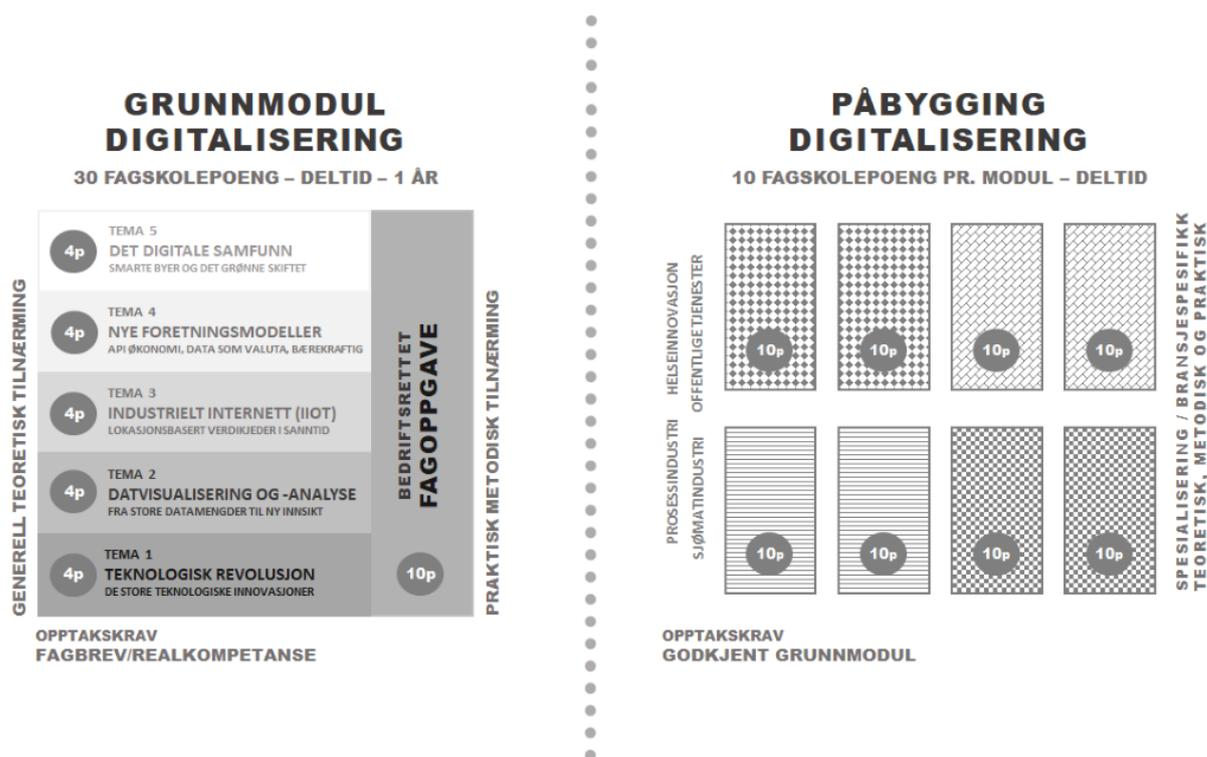 GRUNNMODUL
DIGITALISERING
30 FAGSKOLEPOENG – DELTID – 1 ÅR
GENERELL TEORETISK TILNÆRMING
4p
TEMA 5
DET DIGITALE SAMFUNN
SMARTE BYER OG DET GRØNNE SKIFTET
4p
TEMA 4
NYE FORETNINGSMODELLER
API ØKONOMI, DATA SOM VALUTA, BÆREKRAFTIG
4p
TEMA 3
INDUSTRIELT INTERNETT (IIOT)
LOKASJONSBASERT VERDIKJEDER I SANNTID
4p
TEMA 2
DATVISUALISERING OG -ANALYSE
FRA STORE DATAMENGDER TIL NY INNSIKT
4p
TEMA 1
TEKNOLOGISK REVOLUSJON
DE STORE TEKNOLOGISKE INNOVASJONER
BEDRIFTSRETTET
FAGOPPGAVE
10p
PRAKTISK METODISK TILNÆRMING
OPPTAKSKRAV
FAGBREV/REALKOMPETANSE
PÅBYGGING
DIGITALISERING
10 FAGSKOLEPOENG PR. MODUL – DELTID
HELSEINNOVASJON
OFFENTLIGE TJENESTER
10p
10p
10p
10p
PROSESSINDUSTRI
SJØMATINDUSTRI
10p
10p
10p
10p
SPESIALISERING / BRANSJESPESIFIKK
TEORETISK, METODISK OG PRAKTISK
OPPTAKSKRAV
GODKJENT GRUNNMODUL